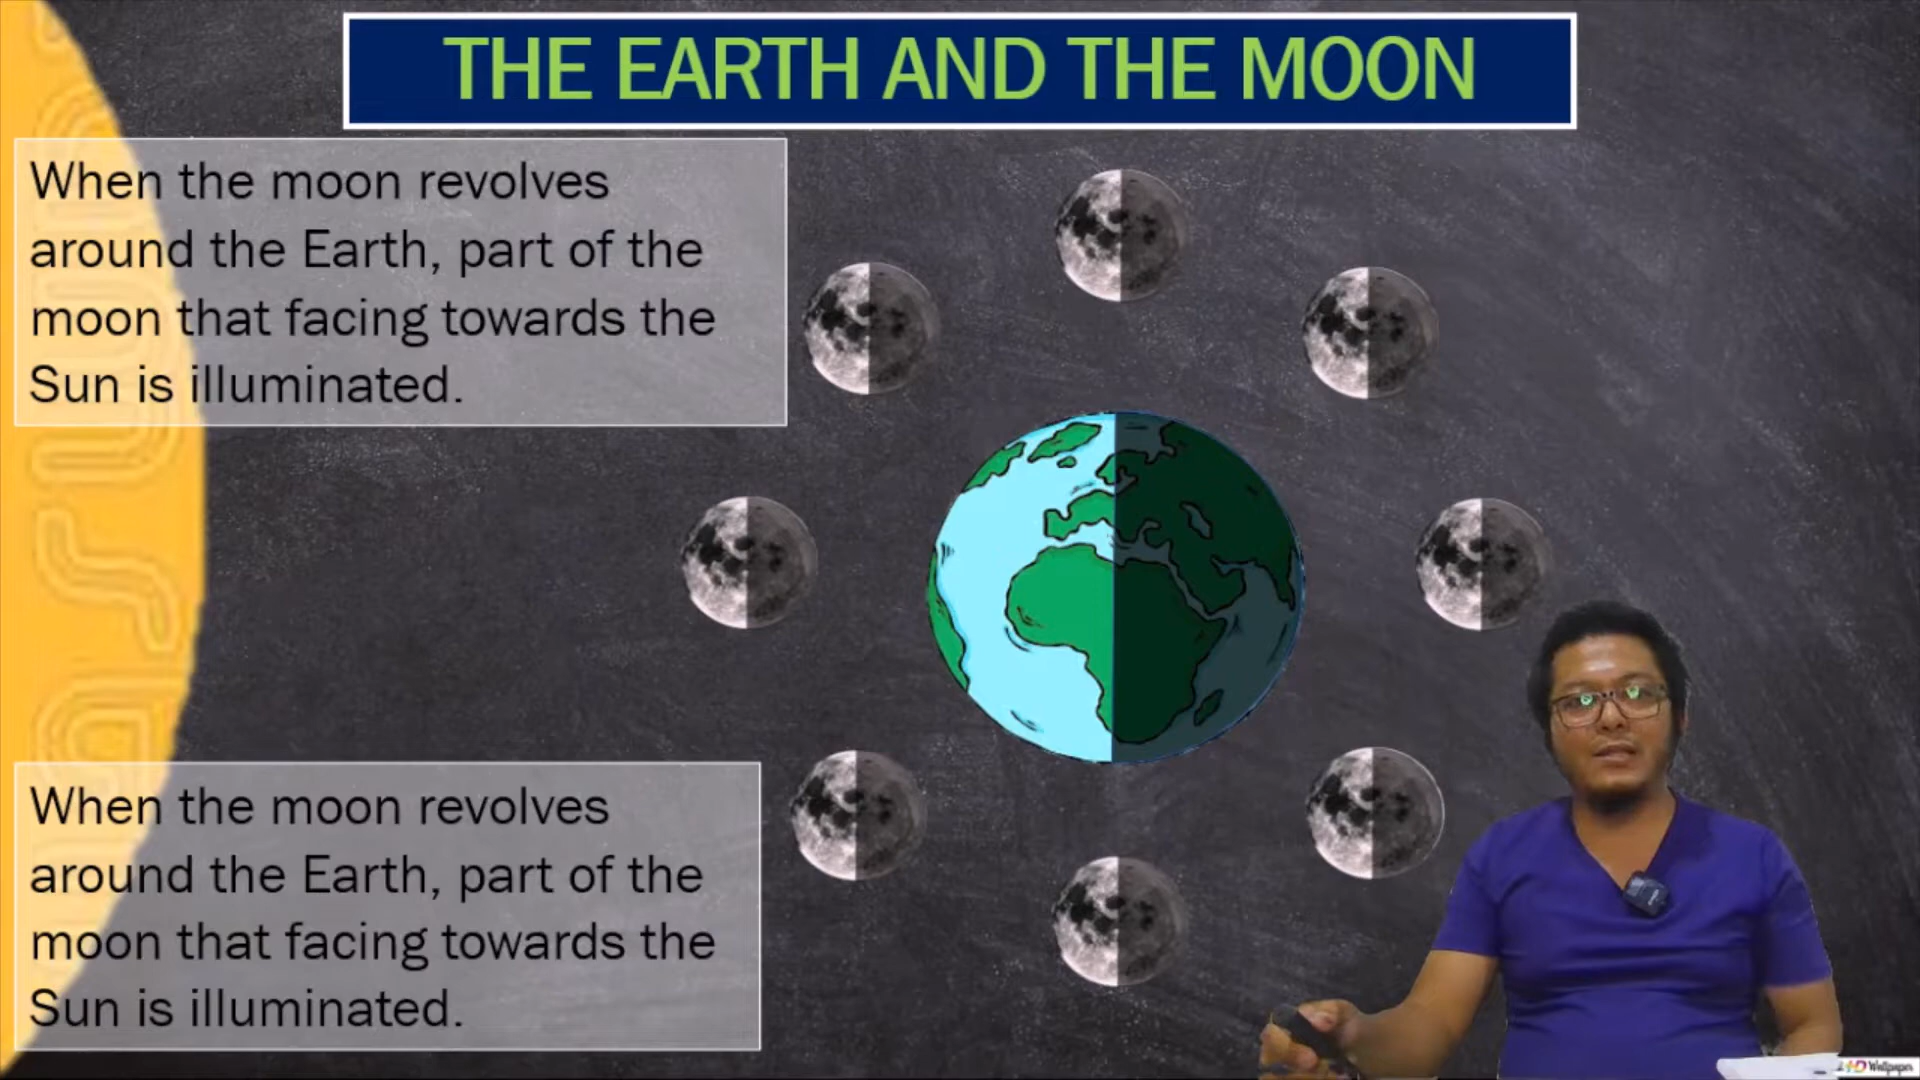 THE EARTH AND THE MOON
When the moon revolves
around the Earth, part of the
moon that facing towards the
Sun is illuminated.
When the moon revolves
around the Earth, part of the
moon that facing towards the
Sun is illuminated.